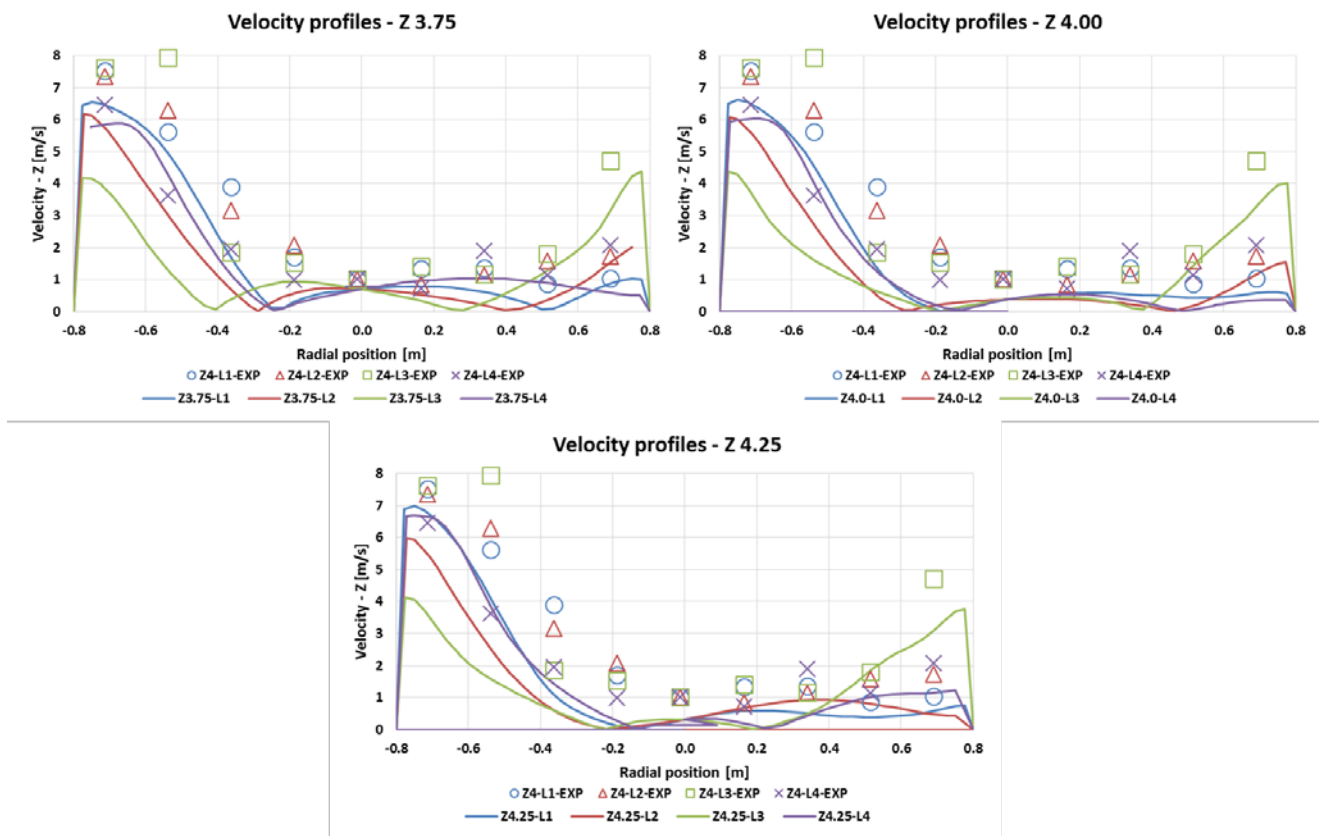 Velocity profiles - Z 3.75
8
7
6
5
4
3
2
1
0
Velocity - Z [m/s]
-0.8 -0.6 -0.4 -0.2 0.0 0.2 0.4 0.6 0.8
Radial position [m]
Z4-L1-EXP Z4-L2-EXP Z4-L3-EXP Z4-L4-EXP
Z3.75-L1 Z3.75-L2 Z3.75-L3 Z3.75-L4
Velocity profiles - Z 4.00
8
7
6
5
4
3
2
1
0
Velocity - Z [m/s]
-0.8 -0.6 -0.4 -0.2 0.0 0.2 0.4 0.6 0.8
Radial position [m]
Z4-L1-EXP Z4-L2-EXP Z4-L3-EXP Z4-L4-EXP
Z4.0-L1 Z4.0-L2 Z4.0-L3 Z4.0-L4
Velocity profiles - Z 4.25
8
7
6
5
4
3
2
1
0
Velocity - Z [m/s]
-0.8 -0.6 -0.4 -0.2 0.0 0.2 0.4 0.6 0.8
Radial position [m]
Z4-L1-EXP Z4-L2-EXP Z4-L3-EXP Z4-L4-EXP
Z4.25-L1 Z4.25-L2 Z4.25-L3 Z4.25-L4